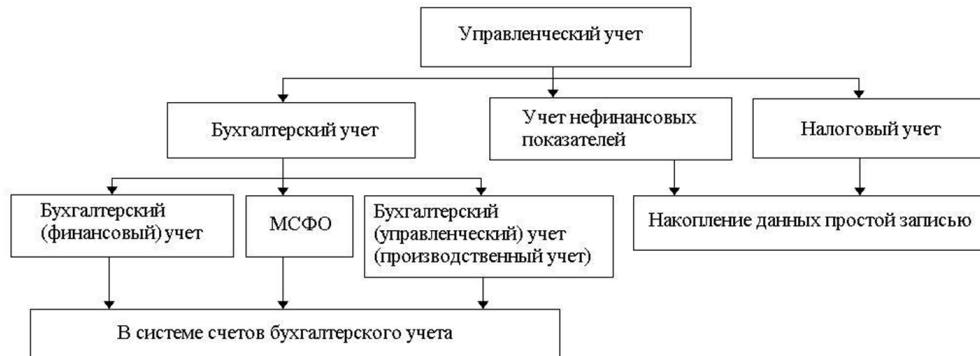 Управленческий учет
Бухгалтерский учет
Учет нефинансовых
показателей
Налоговый учет
Бухгалтерский
(финансовый) учет
МСФО
Бухгалтерский
(управленческий) учет
(производственный учет)
Накопление данных простой записью
В системе счетов бухгалтерского учета